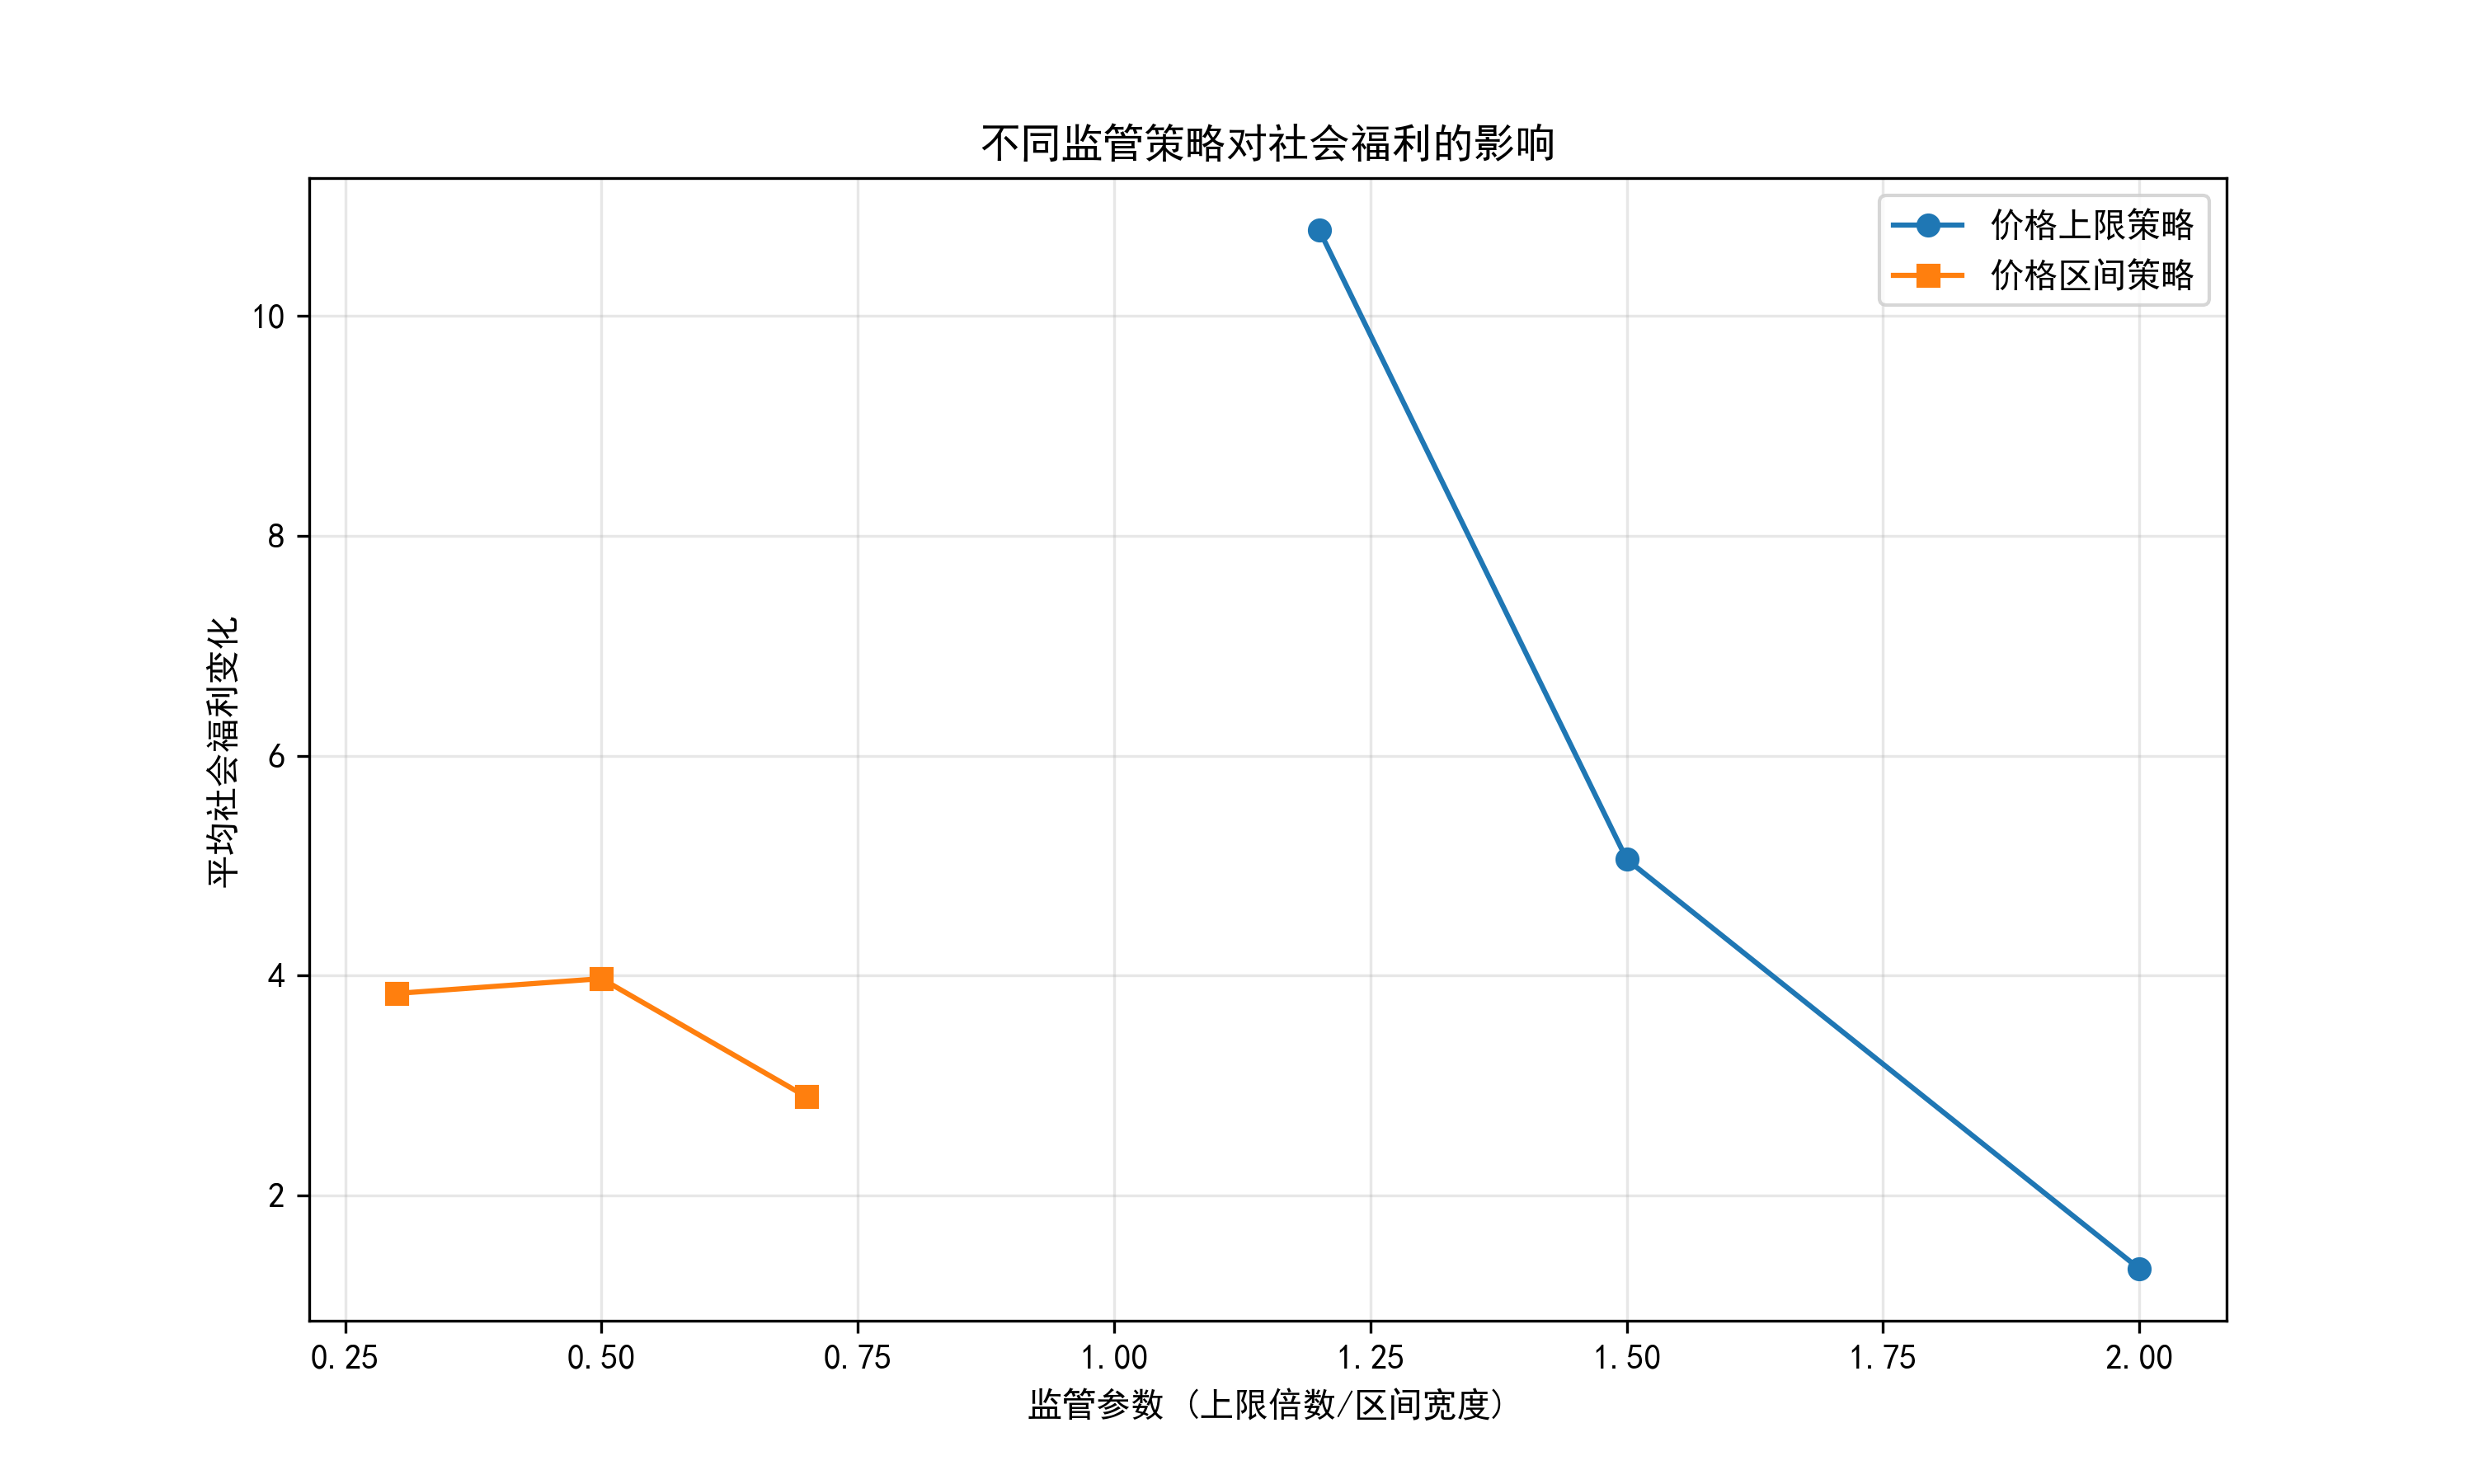 不同监管策略对社会福利的影响
价格上限策略
价格区间策略
平均社会福利变化
10
8
6
4
2
0.25 0.50 0.75 1.00 1.25 1.50 1.75 2.00
监管参数（上限倍数/区间宽度）